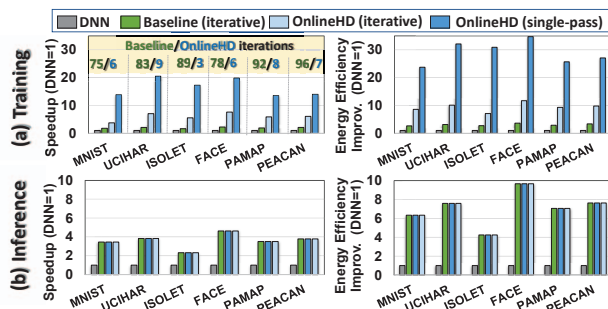 DNN Baseline (iterative) OnlineHD (iterative) OnlineHD (single-pass)
(a) Training
Speedup (DNN=1)
30
20
10
0
Baseline/OnlineHD iterations
75/6 83/9 89/3 78/6 92/8 96/7
MNIST UCIHAR ISOLET FACE PAMAP PEACAN
Energy Efficiency
Improv. (DNN=1)
30
20
10
0
MNIST UCIHAR ISOLET FACE PAMAP PEACAN
(b) Inference
Speedup (DNN=1)
10
8
6
4
2
0
MNIST UCIHAR ISOLET FACE PAMAP PEACAN
Energy Efficiency
Improv. (DNN=1)
10
8
6
4
2
0
MNIST UCIHAR ISOLET FACE PAMAP PEACAN